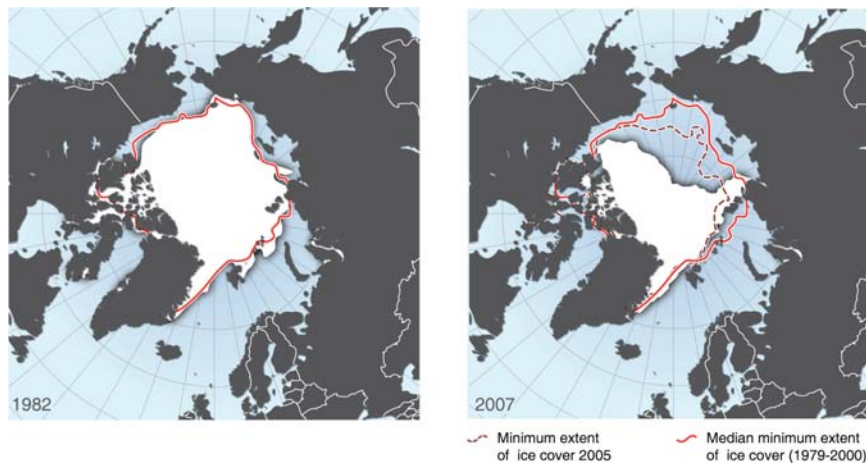 1982
2007
Minimum extent
of ice cover 2005
Median minimum extent
of ice cover (1979-2000)